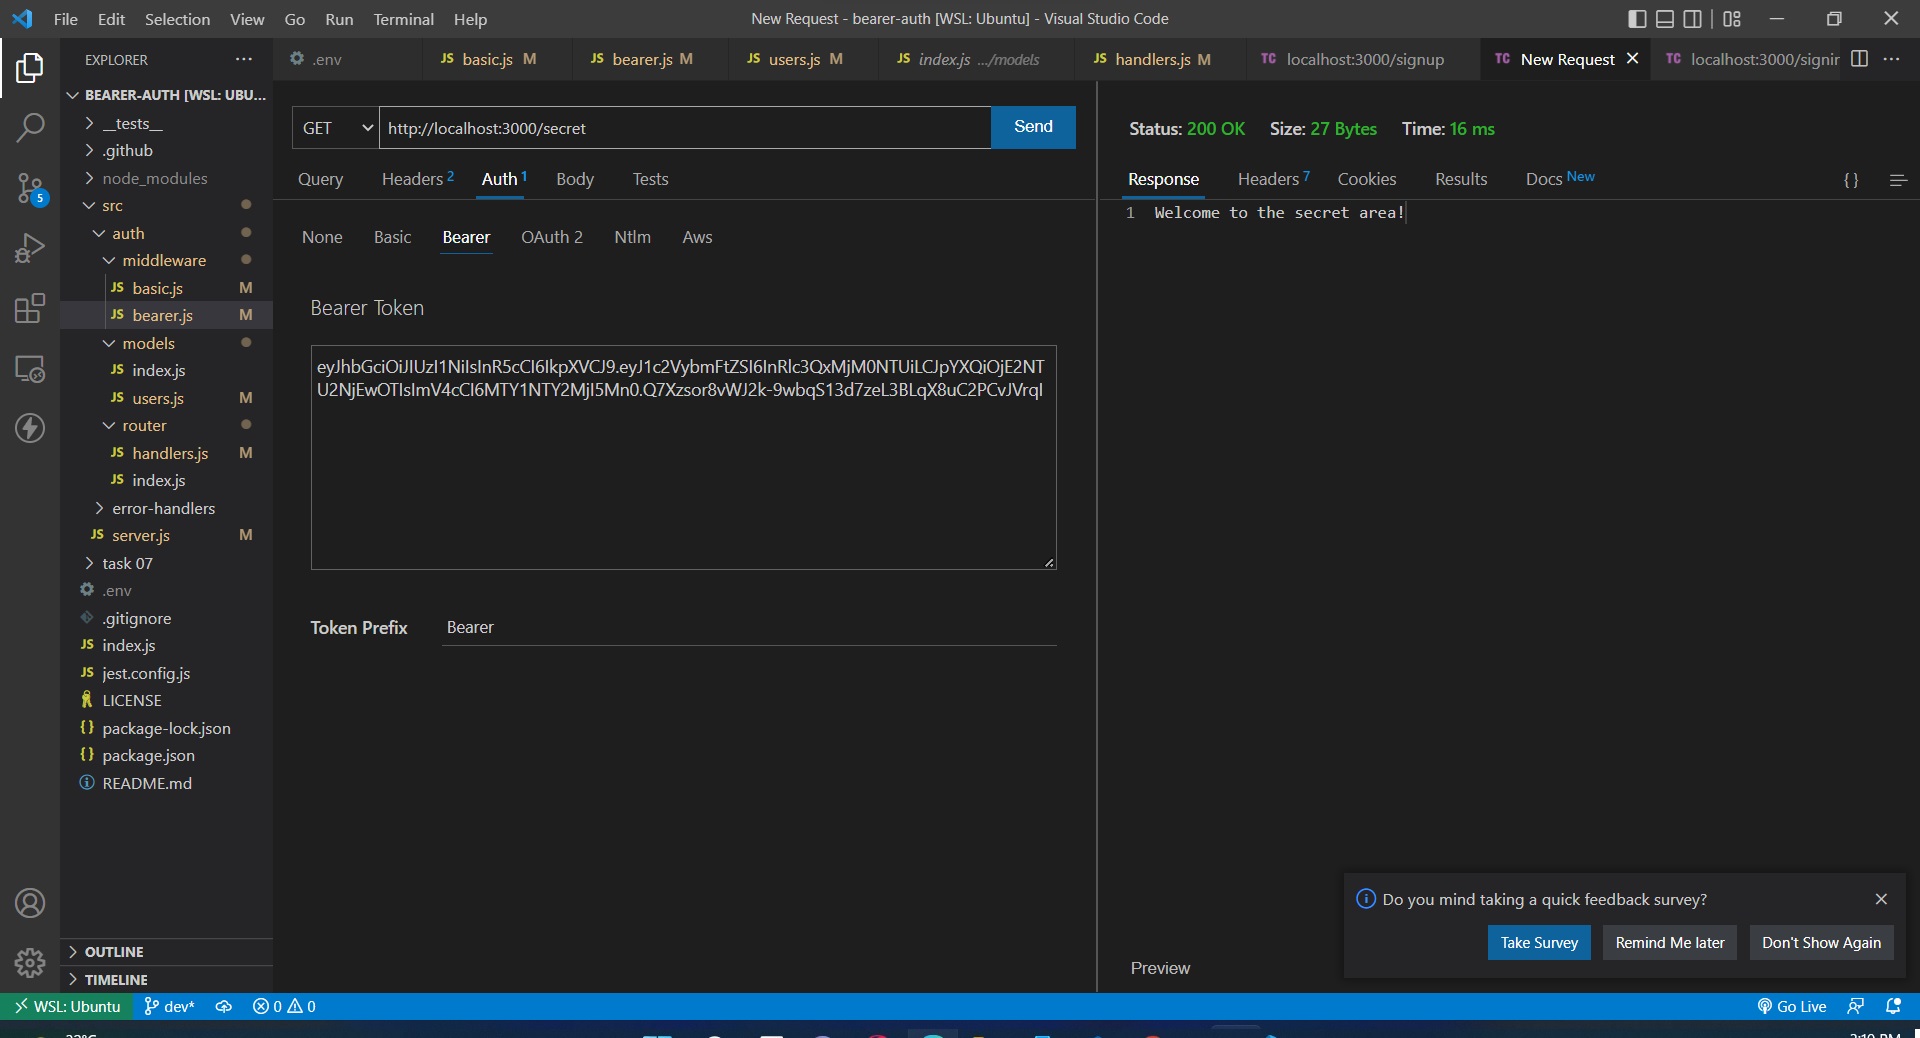 File Edit Selection View Go Run Terminal Help
New Request - bearer-auth [WSL: Ubuntu] - Visual Studio Code
EXPLORER ···
.env
JS basic.js M
JS bearer.js M
JS users.js M
JS index.js .../models
JS handlers.js M
TC localhost:3000/signup
TC New Request
TC localhost:3000/signin
BEARER-AUTH [WSL: UBU...
__tests__
.github
node_modules
src
auth
middleware
JS basic.js M
JS bearer.js M
models
JS index.js
JS users.js M
router
JS handlers.js M
JS index.js
error-handlers
JS server.js M
task 07
.env
.gitignore
JS index.js
JS jest.config.js
LICENSE
{} package-lock.json
{} package.json
README.md
OUTLINE
TIMELINE
5
GET http://localhost:3000/secret Send
Query Headers 2 Auth 1 Body Tests
None Basic Bearer OAuth 2 Ntlm Aws
Bearer Token
eyJhbGciOiJIUzI1NiIsInR5cCI6IkpXVCJ9.eyJ1c2VybmFtZSI6InRlc3QxMjM0NTUiLCJpYXQiOjE2NT
U2NjEwOTIsImV4cCI6MTY1NTY2MjI5Mn0.Q7Xzsor8vWJ2k-9wbqS13d7zeL3BLqX8uC2PCvJVrqI
Token Prefix Bearer
Status: 200 OK Size: 27 Bytes Time: 16 ms
Response Headers 7 Cookies Results Docs New {}
1 Welcome to the secret area!
Preview
Do you mind taking a quick feedback survey?
Take Survey Remind Me later Don't Show Again
WSL: Ubuntu dev* 0 0
Go Live